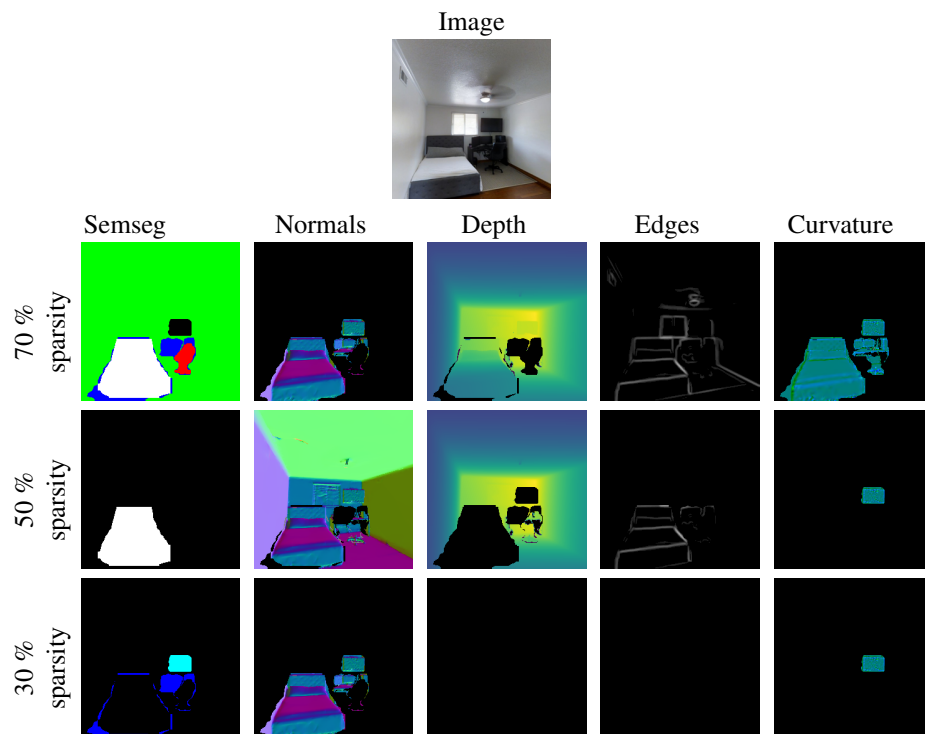 Image
Semseg
Normals
Depth
Edges
Curvature
70 %
sparsity
50 %
sparsity
30 %
sparsity